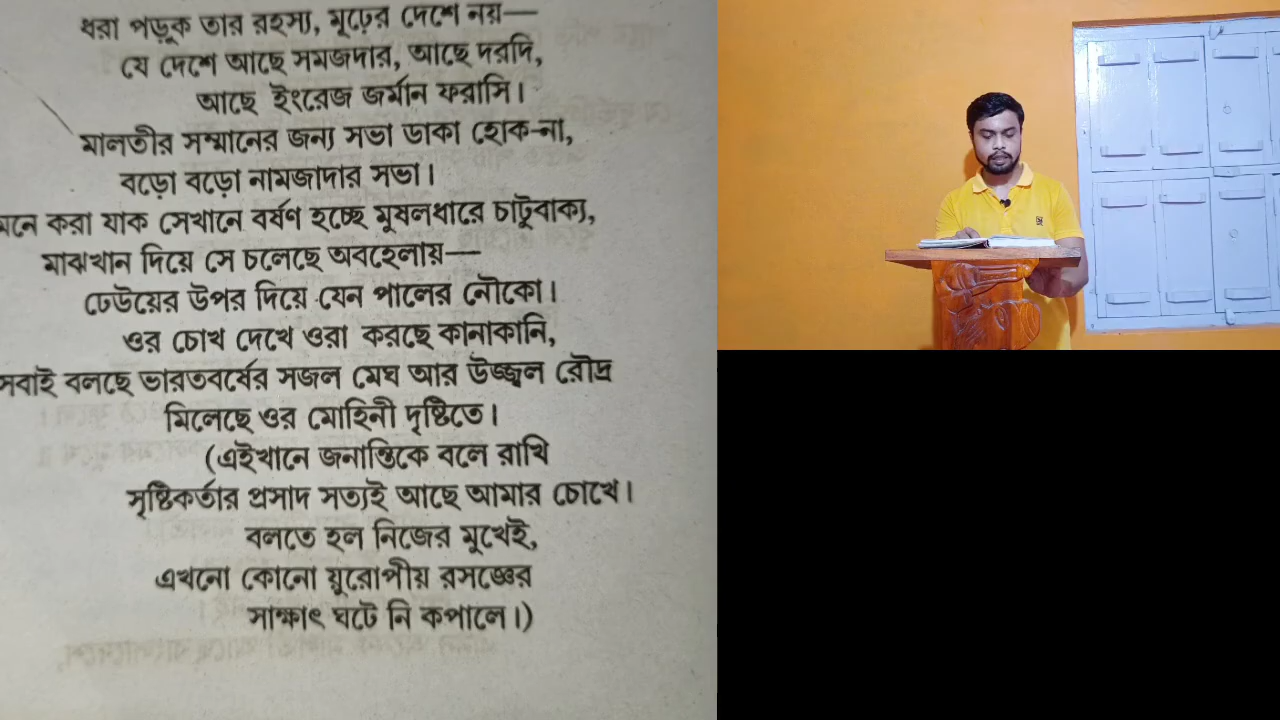 ধরা পড়ুক তার রহস্য, মূঢ়ের দেশে নয়—
যে দেশে আছে সমজদার, আছে দরদি,
আছে ইংরেজ জর্মান ফরাসি।
মালতীর সম্মানের জন্য সভা ডাকা হোক-না,
বড়ো বড়ো নামজাদার সভা।
মনে করা যাক সেখানে বর্ষণ হচ্ছে মুষলধারে চাটুবাক্য,
মাঝখান দিয়ে সে চলেছে অবহেলায়—
ঢেউয়ের উপর দিয়ে যেন পালের নৌকো।
ওর চোখ দেখে ওরা করছে কানাকানি,
সবাই বলছে ভারতবর্ষের সজল মেঘ আর উজ্জ্বল রৌদ্র
মিলেছে ওর মোহিনী দৃষ্টিতে।
(এইখানে জনান্তিকে বলে রাখি
সৃষ্টিকর্তার প্রসাদ সত্যই আছে আমার চোখে।
বলতে হল নিজের মুখেই,
এখনো কোনো য়ুরোপীয় রসজ্ঞের
সাক্ষাৎ ঘটে নি কপালে।)